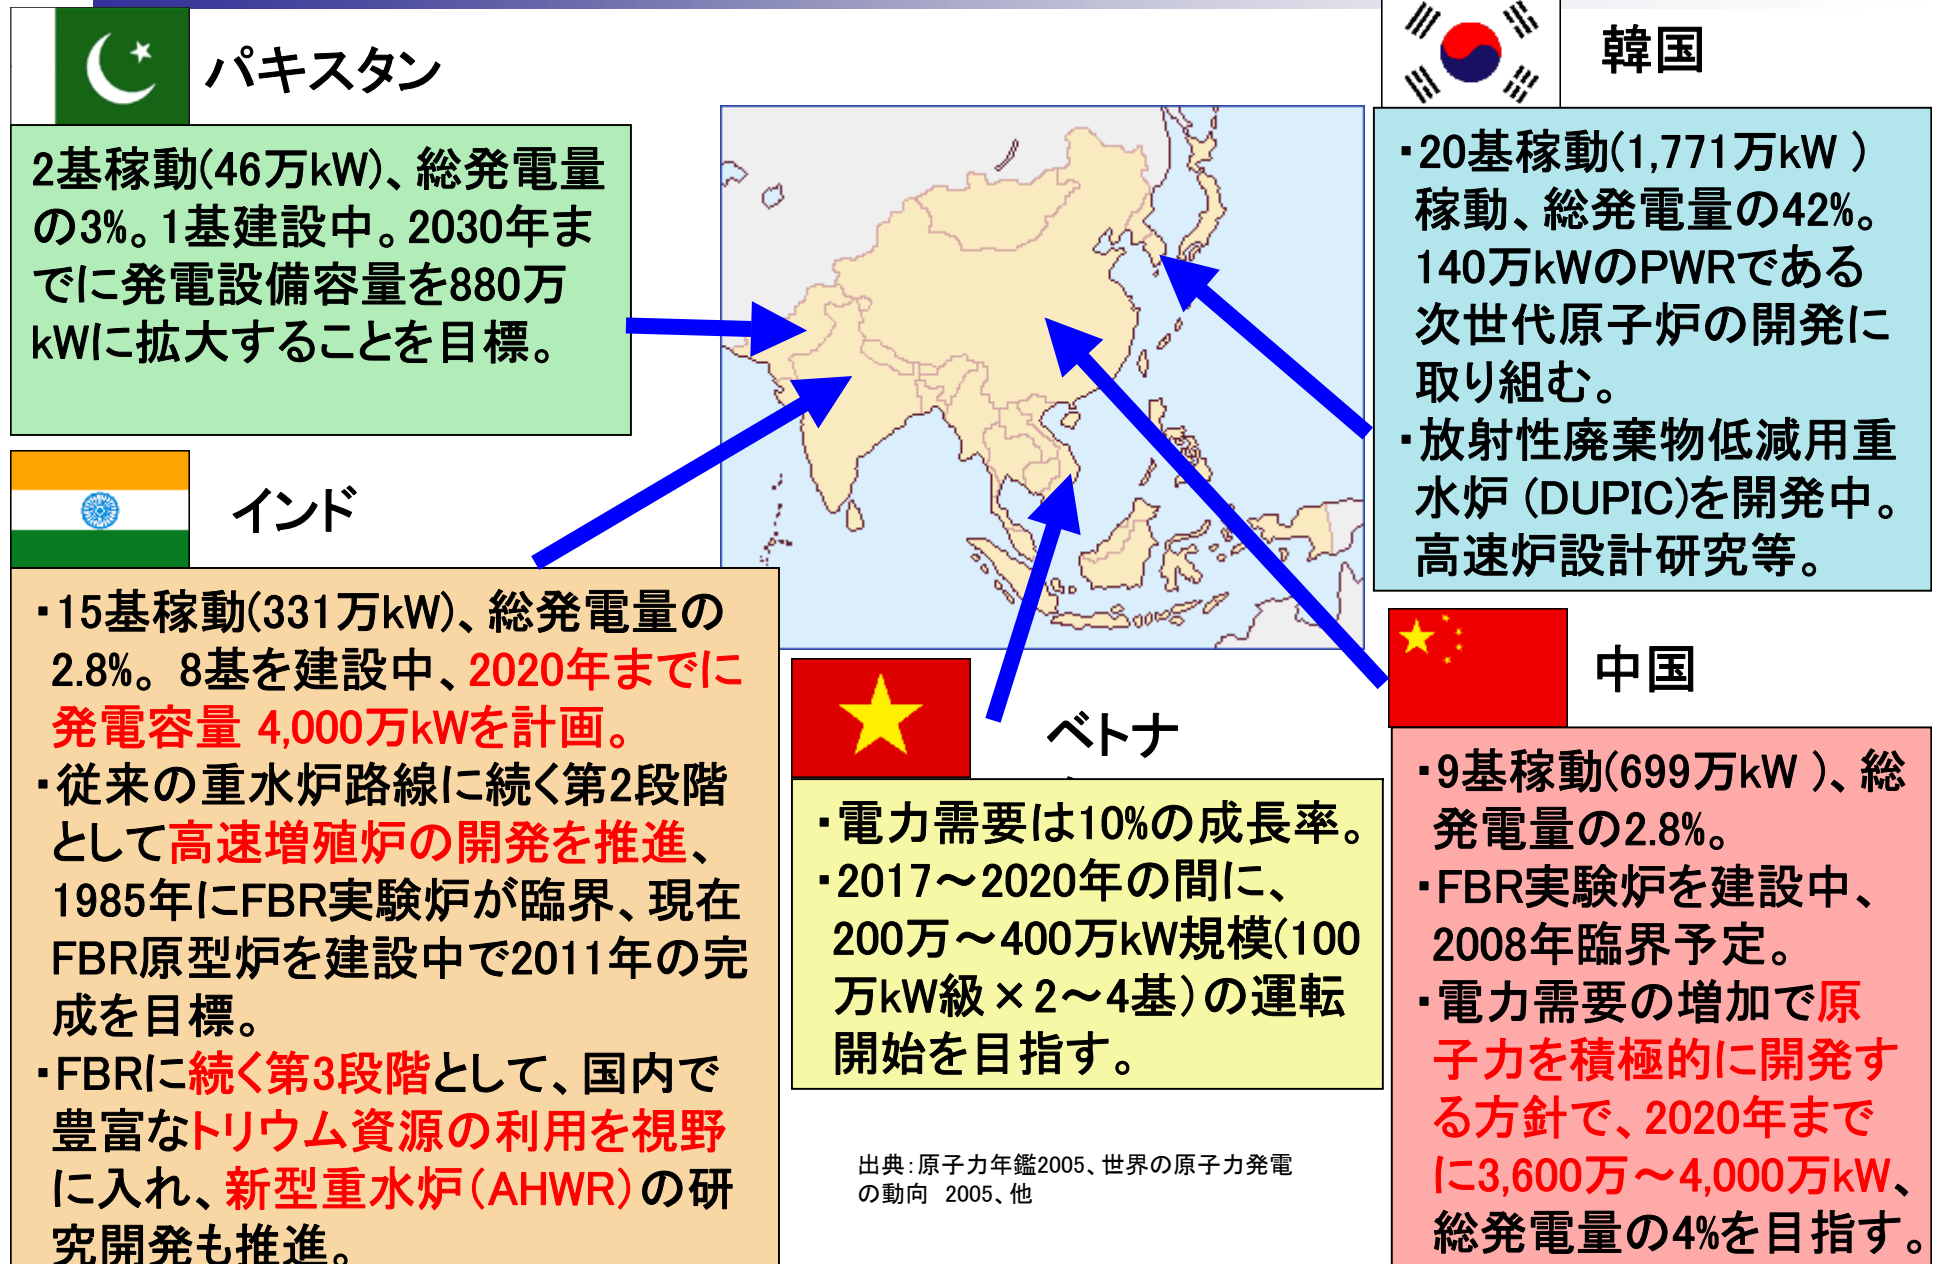 パキスタン
2基稼動(46万kW)、総発電量
の3%。1基建設中。2030年ま
でに発電設備容量を880万
kWに拡大することを目標。
韓国
・20基稼動(1,771万kW )
稼動、総発電量の42%。
140万kWのPWRである
次世代原子炉の開発に
取り組む。
・放射性廃棄物低減用重
水炉 (DUPIC)を開発中。
高速炉設計研究等。
インド
・15基稼動(331万kW)、総発電量の
2.8%。8基を建設中、2020年までに
発電容量 4,000万kWを計画。
・従来の重水炉路線に続く第2段階
として高速増殖炉の開発を推進、
1985年にFBR実験炉が臨界、現在
FBR原型炉を建設中で2011年の完
成を目標。
・FBRに続く第3段階として、国内で
豊富なトリウム資源の利用を視野
に入れ、新型重水炉(AHWR)の研
究開発も推進。
ベトナ
・電力需要は10%の成長率。
・2017～2020年の間に、
200万～400万kW規模(100
万kW級×2～4基)の運転
開始を目指す。
中国
・9基稼動(699万kW )、総
発電量の2.8%。
・FBR実験炉を建設中、
2008年臨界予定。
・電力需要の増加で原
子力を積極的に開発す
る方針で、2020年まで
に3,600万～4,000万kW、
総発電量の4%を目指す。
出典：原子力年鑑2005、世界の原子力発電
の動向 2005、他